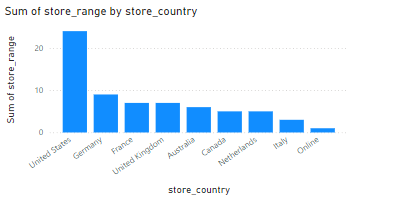 Sum of store_range by store_country
Sum of store_range
20
10
0
United States
Germany
France
United Kingdom
Australia
Canada
Netherlands
Italy
Online
store_country